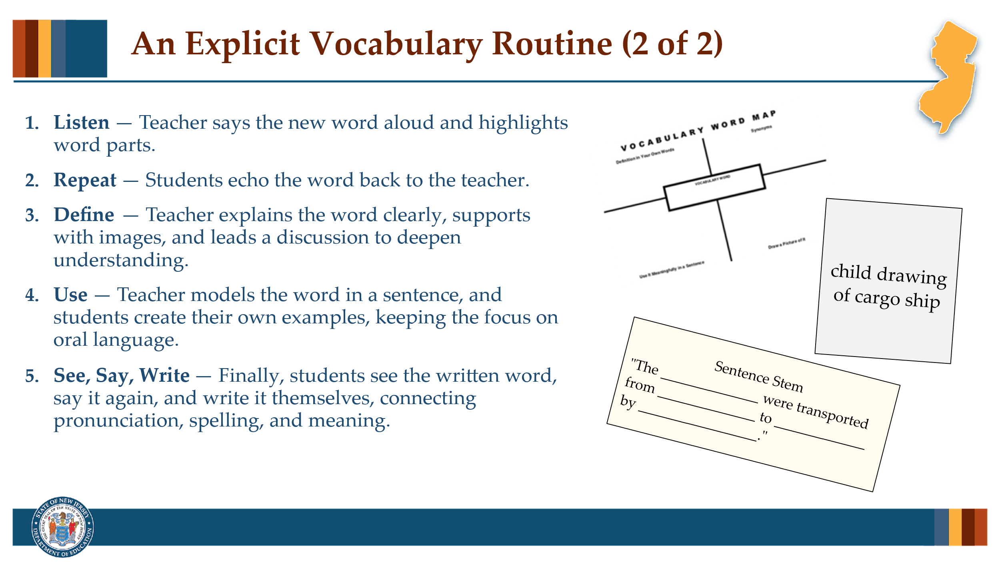 An Explicit Vocabulary Routine (2 of 2)
1. Listen — Teacher says the new word aloud and highlights
word parts.
2. Repeat — Students echo the word back to the teacher.
3. Define — Teacher explains the word clearly, supports
with images, and leads a discussion to deepen
understanding.
4. Use — Teacher models the word in a sentence, and
students create their own examples, keeping the focus on
oral language.
5. See, Say, Write — Finally, students see the written word,
say it again, and write it themselves, connecting
pronunciation, spelling, and meaning.
VOCABULARY WORD MAP
Definition in Your Own Words
Synonyms
VOCABULARY WORD
Use It Meaningfully in a Sentence
Draw a Picture of It
child drawing
of cargo ship
Sentence Stem
"The ____________ were transported
from ____________ to ___________
by ______________."
STATE OF NEW JERSEY
DEPARTMENT OF EDUCATION
THE GREAT SEAL OF THE STATE OF NEW JERSEY